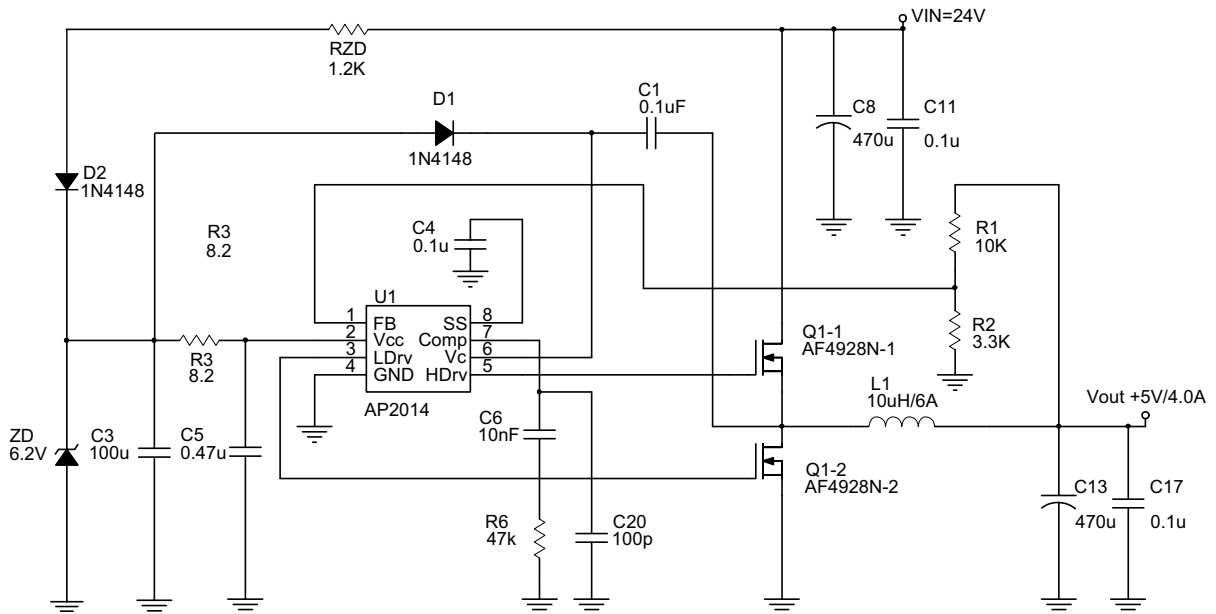 VIN=24V
RZD
1.2K
D1
1N4148
C1
0.1uF
C8
470u
C11
0.1u
D2
1N4148
R3
8.2
C4
0.1u
R1
10K
U1
1 FB SS 8
2 Vcc Comp 7
3 LDrv Vc 6
4 GND HDrv 5
AP2014
R3
8.2
R2
3.3K
Q1-1
AF4928N-1
L1
10uH/6A
Vout +5V/4.0A
ZD
6.2V
C3
100u
C5
0.47u
C6
10nF
Q1-2
AF4928N-2
R6
47k
C20
100p
C13
470u
C17
0.1u